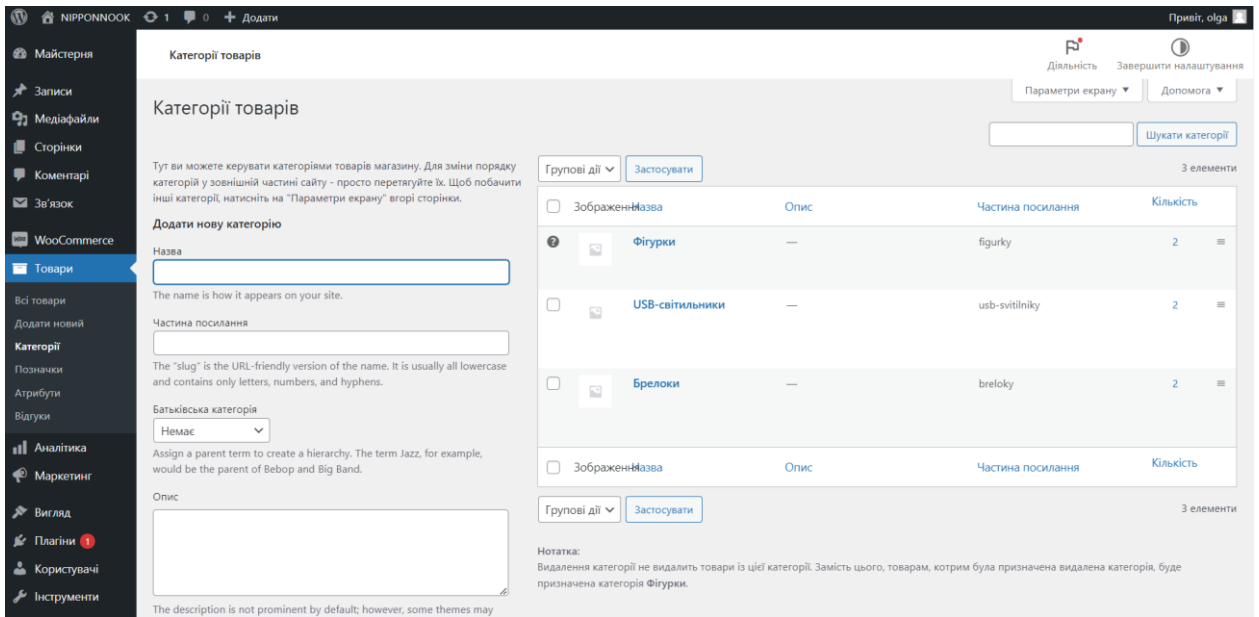 NIPPONNOOK 1 0 Додати Привіт, olga
Майстерня
Записи
Медіафайли
Сторінки
Коментарі
Зв'язок
WooCommerce
Товари
Всі товари
Додати новий
Категорії
Позначки
Атрибути
Відгуки
Аналітика
Маркетинг
Вигляд
Плагіни 1
Користувачі
Інструменти
Категорії товарів
Діяльність Завершити налаштування
Параметри екрану Допомога
Категорії товарів
Шукати категорії
Тут ви можете керувати категоріями товарів магазину. Для зміни порядку
категорій у зовнішній частині сайту - просто перетягуйте їх. Щоб побачити
інші категорії, натисніть на "Параметри екрану" вгорі сторінки.
Додати нову категорію
Назва
The name is how it appears on your site.
Частина посилання
The "slug" is the URL-friendly version of the name. It is usually all lowercase
and contains only letters, numbers, and hyphens.
Батьківська категорія
Немає
Assign a parent term to create a hierarchy. The term Jazz, for example,
would be the parent of Bebop and Big Band.
Опис
The description is not prominent by default; however, some themes may
Групові дії Застосувати 3 елементи
Зображення Назва Опис Частина посилання Кількість
Фігурки — figurky 2
USB-світильники — usb-svitilniky 2
Брелоки — breloky 2
Зображення Назва Опис Частина посилання Кількість
Групові дії Застосувати 3 елементи
Нотатка:
Видалення категорії не видалить товари із цієї категорії. Замість цього, товарам, котрим була призначена видалена категорія, буде
призначена категорія Фігурки.